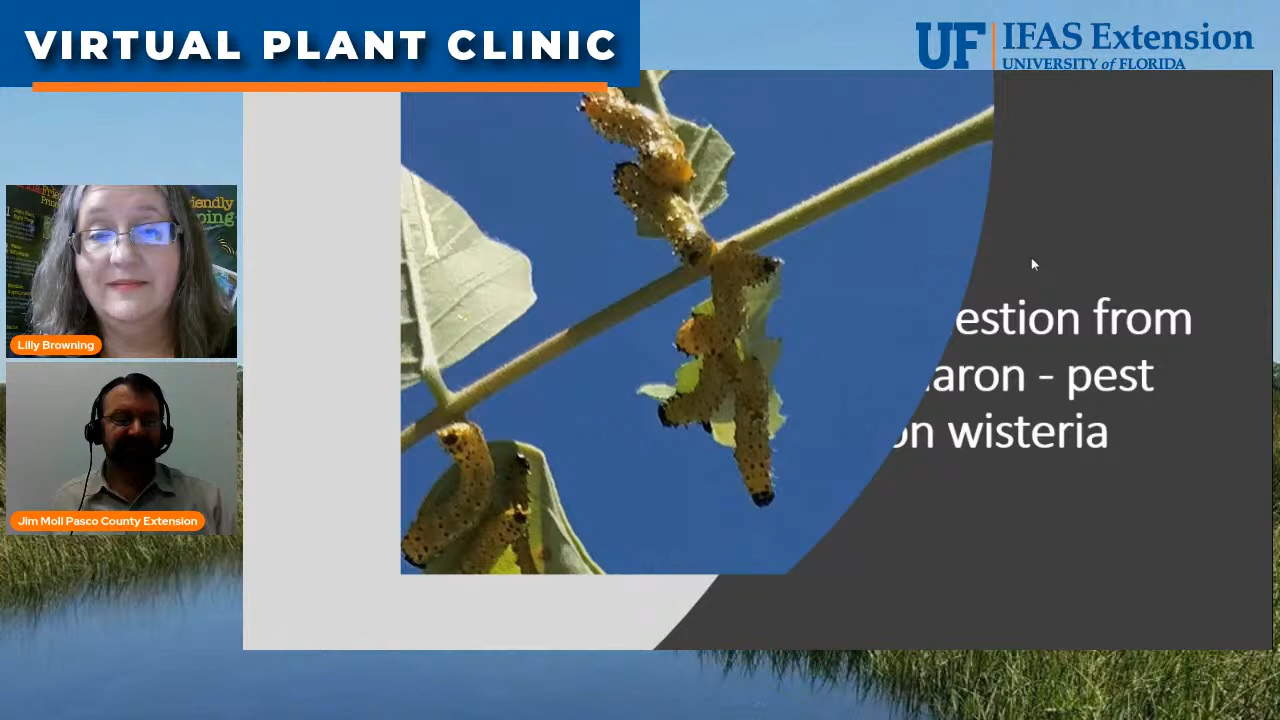 VIRTUAL PLANT CLINIC
UF IFAS Extension
UNIVERSITY of FLORIDA
Lilly Browning
Jim Moll Pasco County Extension
estion from
aron - pest
on wisteria